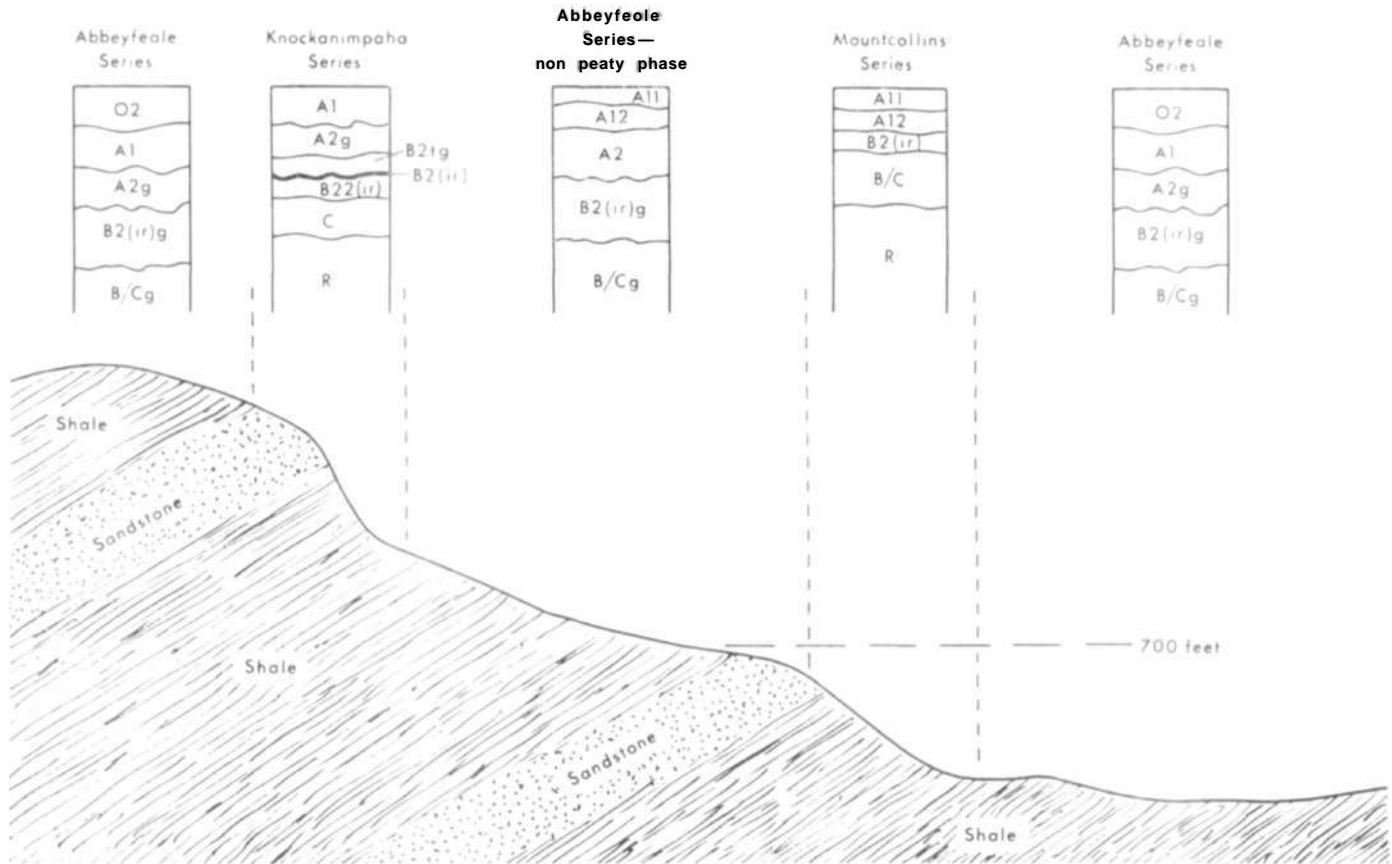 Abbeyfeale
Series
Knockanimpaha
Series
Abbeyfeole
Series—
non peaty phase
Mountcollins
Series
Abbeyfeale
Series
O2
A1
A2g
B2(ir)g
B/Cg
A1
A2g
B2tg
B2(ir)
B22(ir)
C
R
A11
A12
A2
B2(ir)g
B/Cg
A11
A12
B2(ir)
B/C
R
O2
A1
A2g
B2(ir)g
B/Cg
Shale
Sandstone
Shale
700 feet
Sandstone
Shale